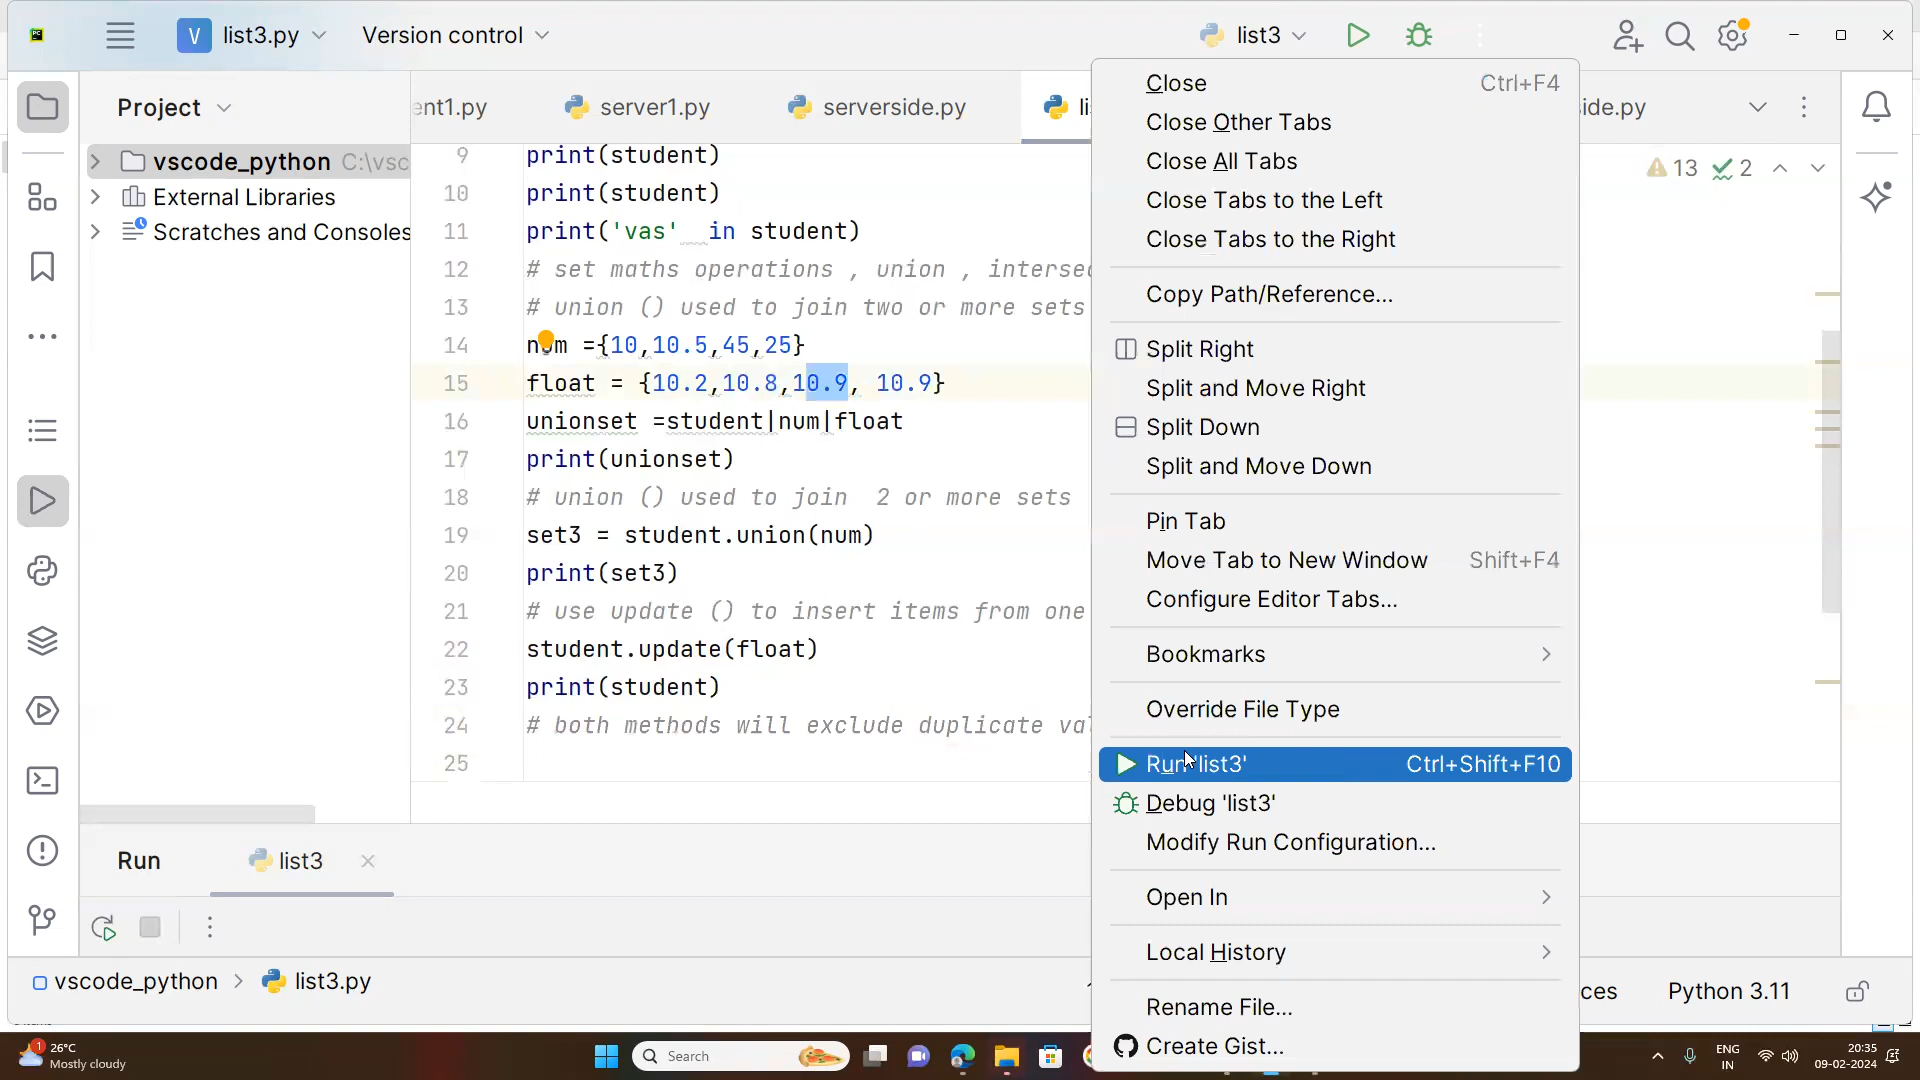 PC
V list3.py Version control list3
Project
ent1.py server1.py serverside.py ide.py
vscode_python C:\vsc
External Libraries
Scratches and Consoles
13 2
9 print(student)
10 print(student)
11 print('vas' in student)
12 # set maths operations , union , interse
13 # union () used to join two or more sets
14 num ={10,10.5,45,25}
15 float = {10.2,10.8,10.9, 10.9}
16 unionset =student|num|float
17 print(unionset)
18 # union () used to join 2 or more sets
19 set3 = student.union(num)
20 print(set3)
21 # use update () to insert items from one
22 student.update(float)
23 print(student)
24 # both methods will exclude duplicate va
25
Close Ctrl+F4
Close Other Tabs
Close All Tabs
Close Tabs to the Left
Close Tabs to the Right
Copy Path/Reference...
Split Right
Split and Move Right
Split Down
Split and Move Down
Pin Tab
Move Tab to New Window Shift+F4
Configure Editor Tabs...
Bookmarks
Override File Type
Run 'list3' Ctrl+Shift+F10
Debug 'list3'
Modify Run Configuration...
Open In
Local History
Rename File...
Create Gist...
Run list3
vscode_python > list3.py
ces Python 3.11
1 26°C
Mostly cloudy
Search
ENG
IN
20:35
09-02-2024